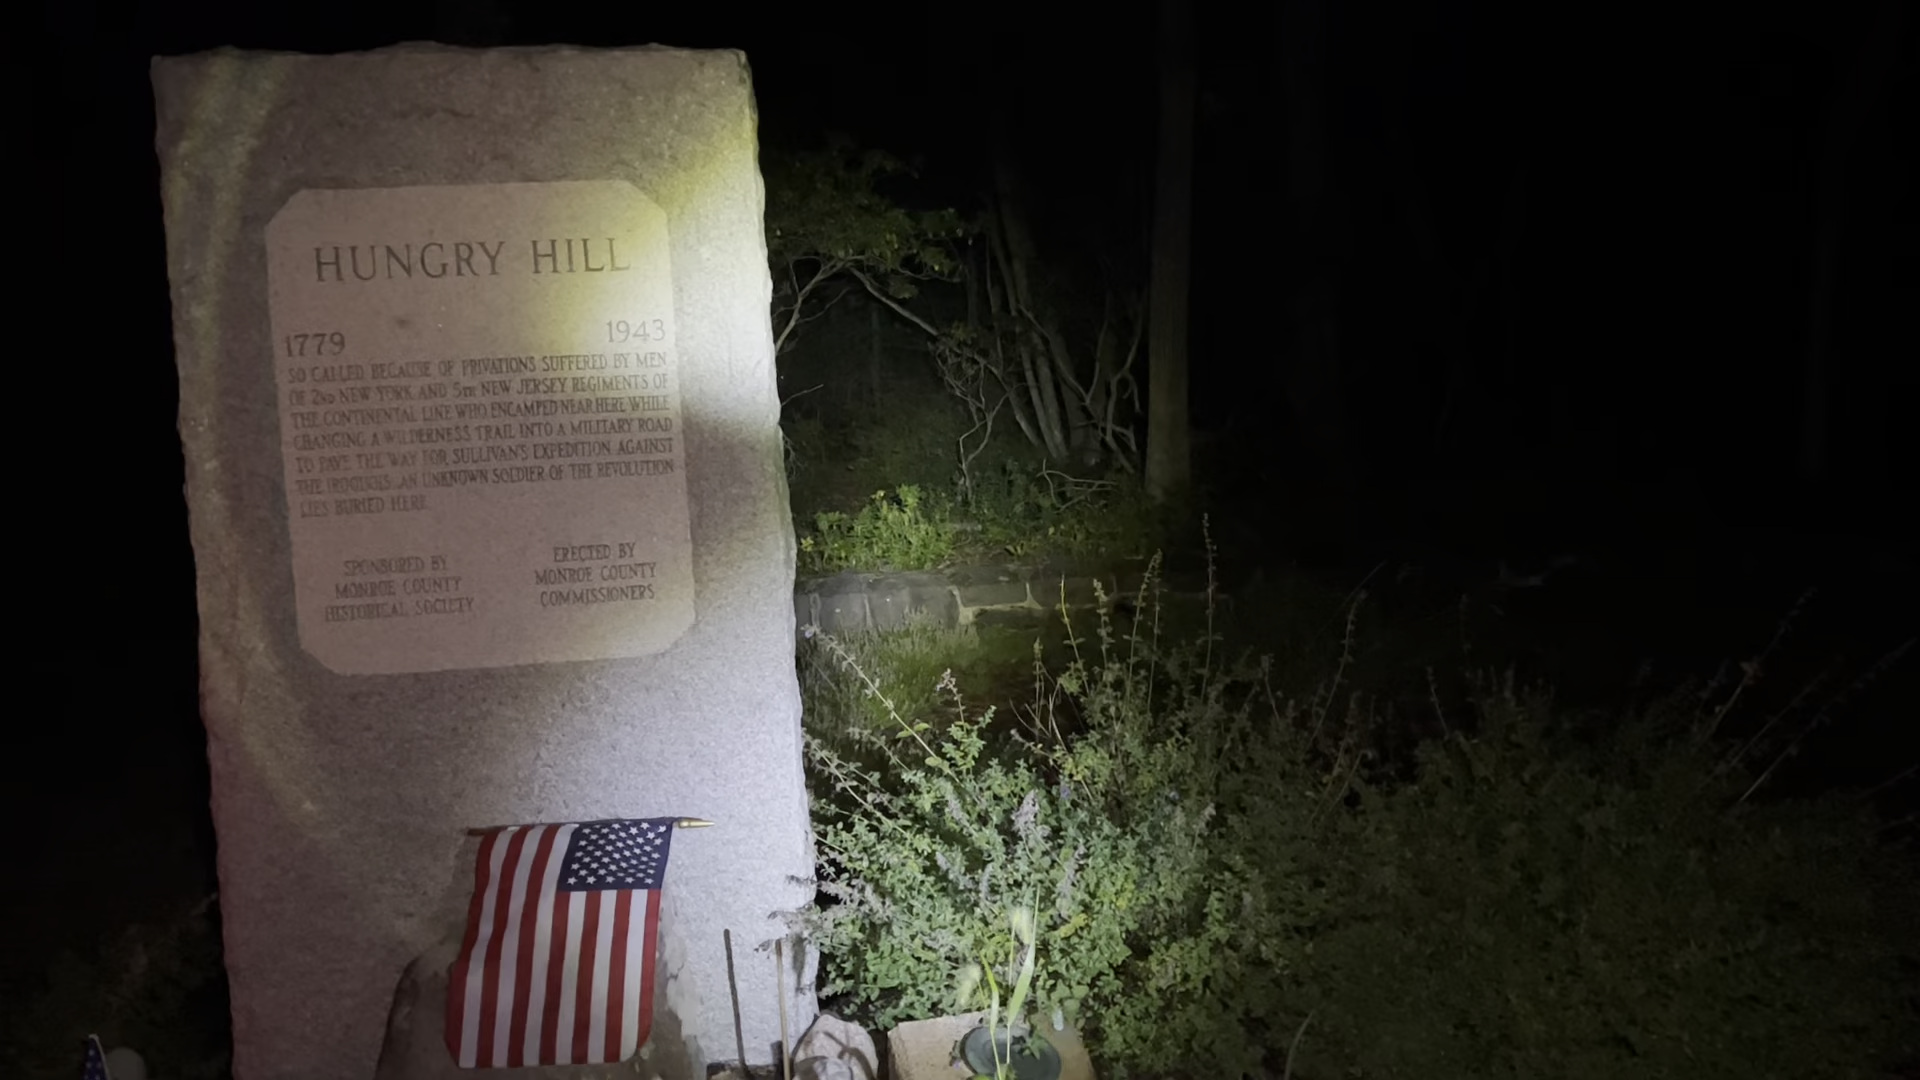 HUNGRY HILL
1779 1943
SO CALLED BECAUSE OF PRIVATIONS SUFFERED BY MEN
OF 2ND NEW YORK AND 5TH NEW JERSEY REGIMENTS OF
THE CONTINENTAL LINE WHO ENCAMPED NEAR HERE WHILE
CHANGING A WILDERNESS TRAIL INTO A MILITARY ROAD
TO PAVE THE WAY FOR SULLIVAN'S EXPEDITION AGAINST
THE IROQUOIS. AN UNKNOWN SOLDIER OF THE REVOLUTION
LIES BURIED HERE.
SPONSORED BY
MONROE COUNTY
HISTORICAL SOCIETY
ERECTED BY
MONROE COUNTY
COMMISSIONERS